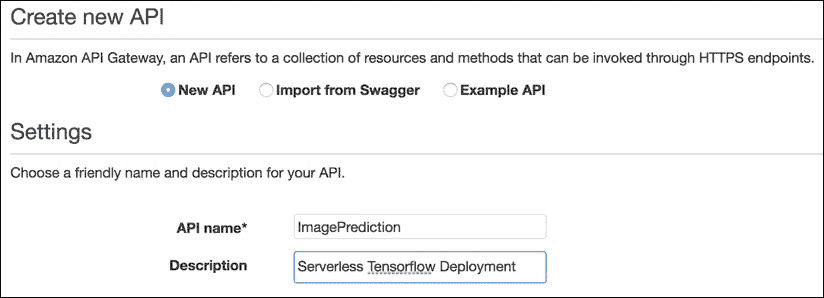 Create new API
In Amazon API Gateway, an API refers to a collection of resources and methods that can be invoked through HTTPS endpoints.
New API Import from Swagger Example API
Settings
Choose a friendly name and description for your API.
API name* ImagePrediction
Description Serverless Tensorflow Deployment